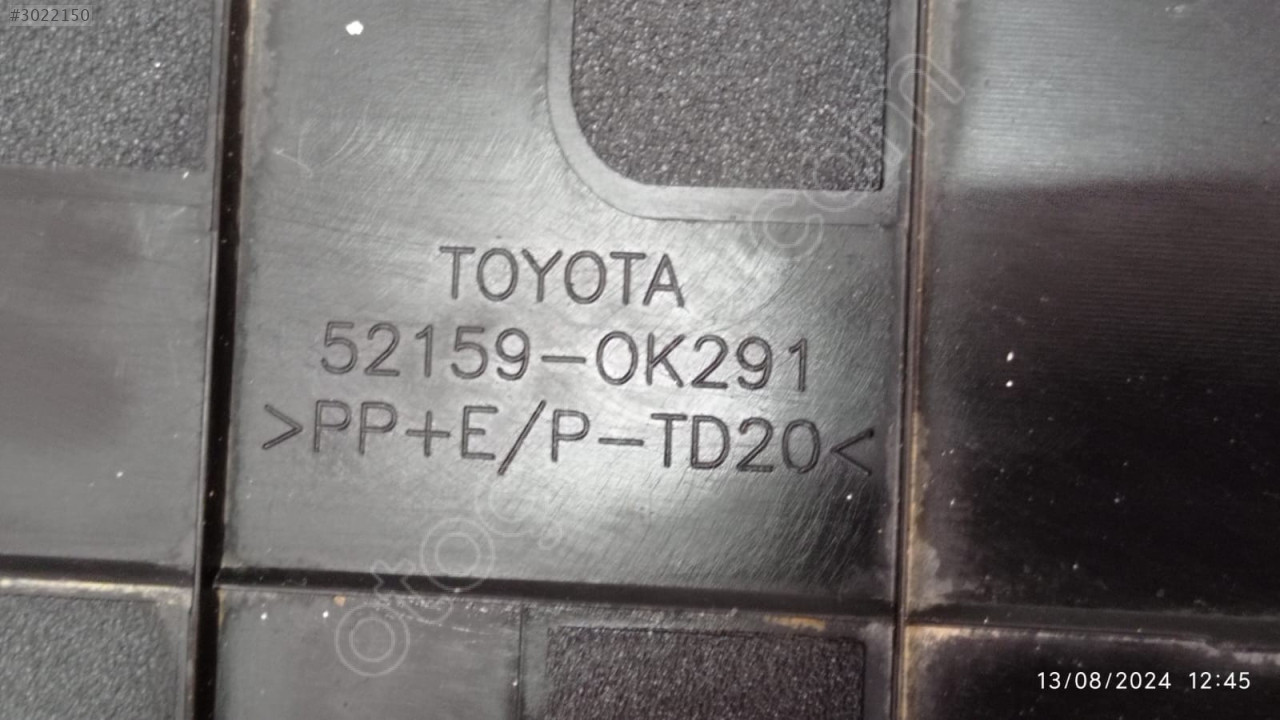 #3022150
TOYOTA
52159-0K291
>PP+E/P-TD20<
13/08/2024 12:45